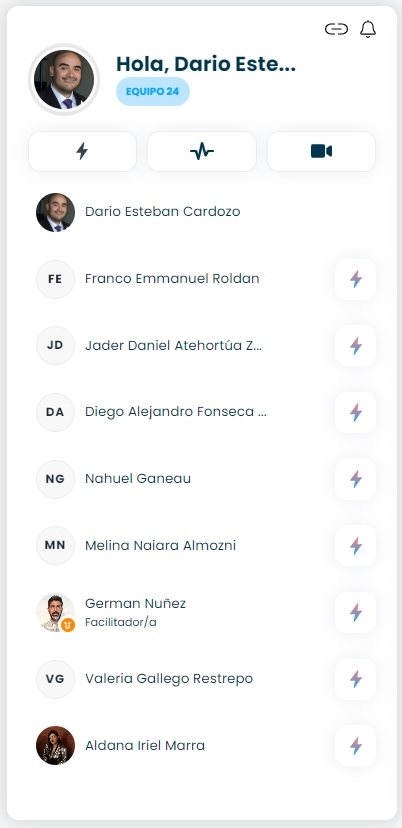 Hola, Dario Este...
EQUIPO 24
Dario Esteban Cardozo
FE
Franco Emmanuel Roldan
JD
Jader Daniel Atehortúa Z...
DA
Diego Alejandro Fonseca ...
NG
Nahuel Ganeau
MN
Melina Naiara Almozni
German Nuñez
Facilitador/a
VG
Valeria Gallego Restrepo
Aldana Iriel Marra